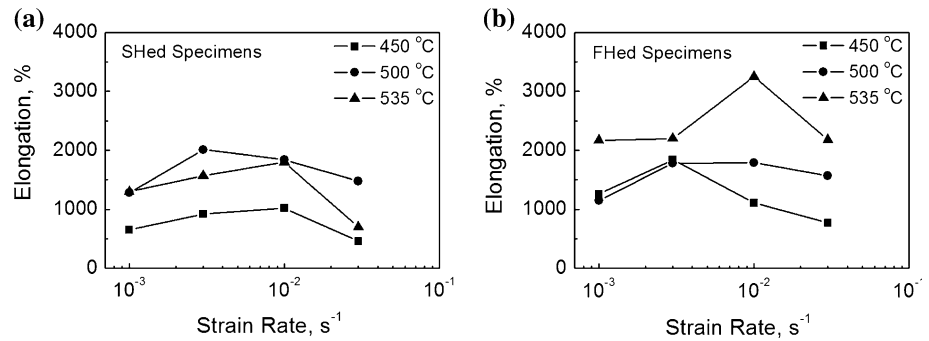 (a)
4000
3000
2000
1000
0
Elongation, %
SHed Specimens
450 °C
500 °C
535 °C
10⁻³
10⁻²
10⁻¹
Strain Rate, s⁻¹
(b)
4000
3000
2000
1000
0
Elongation, %
FHed Specimens
450 °C
500 °C
535 °C
10⁻³
10⁻²
10⁻¹
Strain Rate, s⁻¹